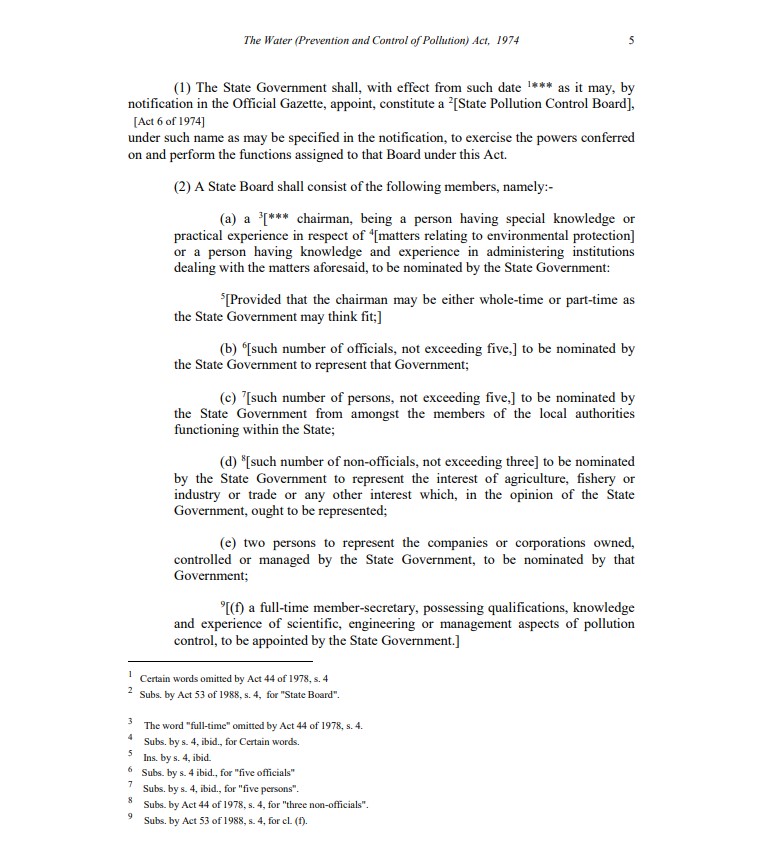 The Water (Prevention and Control of Pollution) Act, 1974 5
(1) The State Government shall, with effect from such date ¹*** as it may, by
notification in the Official Gazette, appoint, constitute a ²[State Pollution Control Board],
[Act 6 of 1974]
under such name as may be specified in the notification, to exercise the powers conferred
on and perform the functions assigned to that Board under this Act.
(2) A State Board shall consist of the following members, namely:-
(a) a ³[*** chairman, being a person having special knowledge or
practical experience in respect of ⁴[matters relating to environmental protection]
or a person having knowledge and experience in administering institutions
dealing with the matters aforesaid, to be nominated by the State Government:
⁵[Provided that the chairman may be either whole-time or part-time as
the State Government may think fit;]
(b) ⁶[such number of officials, not exceeding five,] to be nominated by
the State Government to represent that Government;
(c) ⁷[such number of persons, not exceeding five,] to be nominated by
the State Government from amongst the members of the local authorities
functioning within the State;
(d) ⁸[such number of non-officials, not exceeding three] to be nominated
by the State Government to represent the interest of agriculture, fishery or
industry or trade or any other interest which, in the opinion of the State
Government, ought to be represented;
(e) two persons to represent the companies or corporations owned,
controlled or managed by the State Government, to be nominated by that
Government;
⁹[(f) a full-time member-secretary, possessing qualifications, knowledge
and experience of scientific, engineering or management aspects of pollution
control, to be appointed by the State Government.]
1 Certain words omitted by Act 44 of 1978, s. 4
2 Subs. by Act 53 of 1988, s. 4, for "State Board".
3 The word "full-time" omitted by Act 44 of 1978, s. 4.
4 Subs. by s. 4, ibid., for Certain words.
5 Ins. by s. 4, ibid.
6 Subs. by s. 4 ibid., for "five officials"
7 Subs. by s. 4, ibid., for "five persons".
8 Subs. by Act 44 of 1978, s. 4, for "three non-officials".
9 Subs. by Act 53 of 1988, s. 4, for cl. (f).